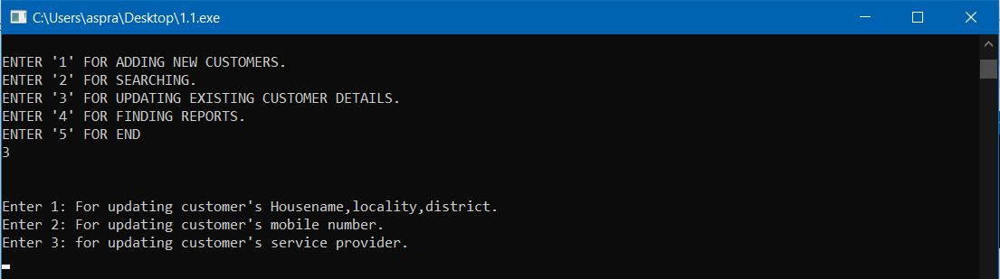 C:\Users\aspra\Desktop\1.1.exe
ENTER '1' FOR ADDING NEW CUSTOMERS.
ENTER '2' FOR SEARCHING.
ENTER '3' FOR UPDATING EXISTING CUSTOMER DETAILS.
ENTER '4' FOR FINDING REPORTS.
ENTER '5' FOR END
3
Enter 1: For updating customer's Housename,locality,district.
Enter 2: For updating customer's mobile number.
Enter 3: for updating customer's service provider.